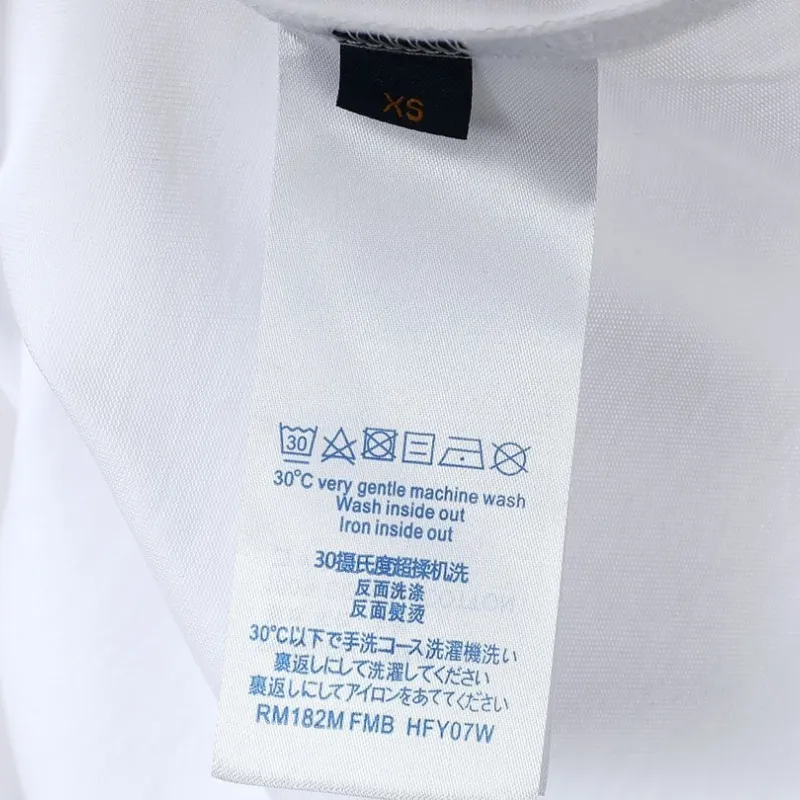 XS
30
30°C very gentle machine wash
Wash inside out
Iron inside out
30摄氏度超揉机洗
反面洗涤
反面熨烫
30℃以下で手洗コース洗濯機洗い
裏返しにして洗濯してください
裏返しにしてアイロンをあててください
RM182M FMB HFY07W